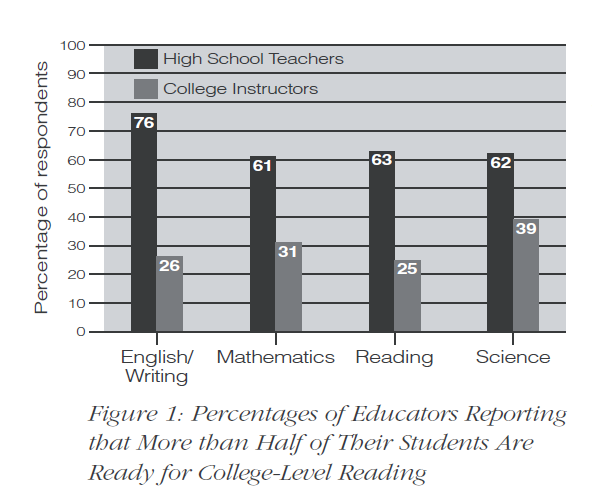 Percentage of respondents
100
90
80
70
60
50
40
30
20
10
0
High School Teachers
College Instructors
76
26
61
31
63
25
62
39
English/
Writing
Mathematics
Reading
Science
Figure 1: Percentages of Educators Reporting
that More than Half of Their Students Are
Ready for College-Level Reading